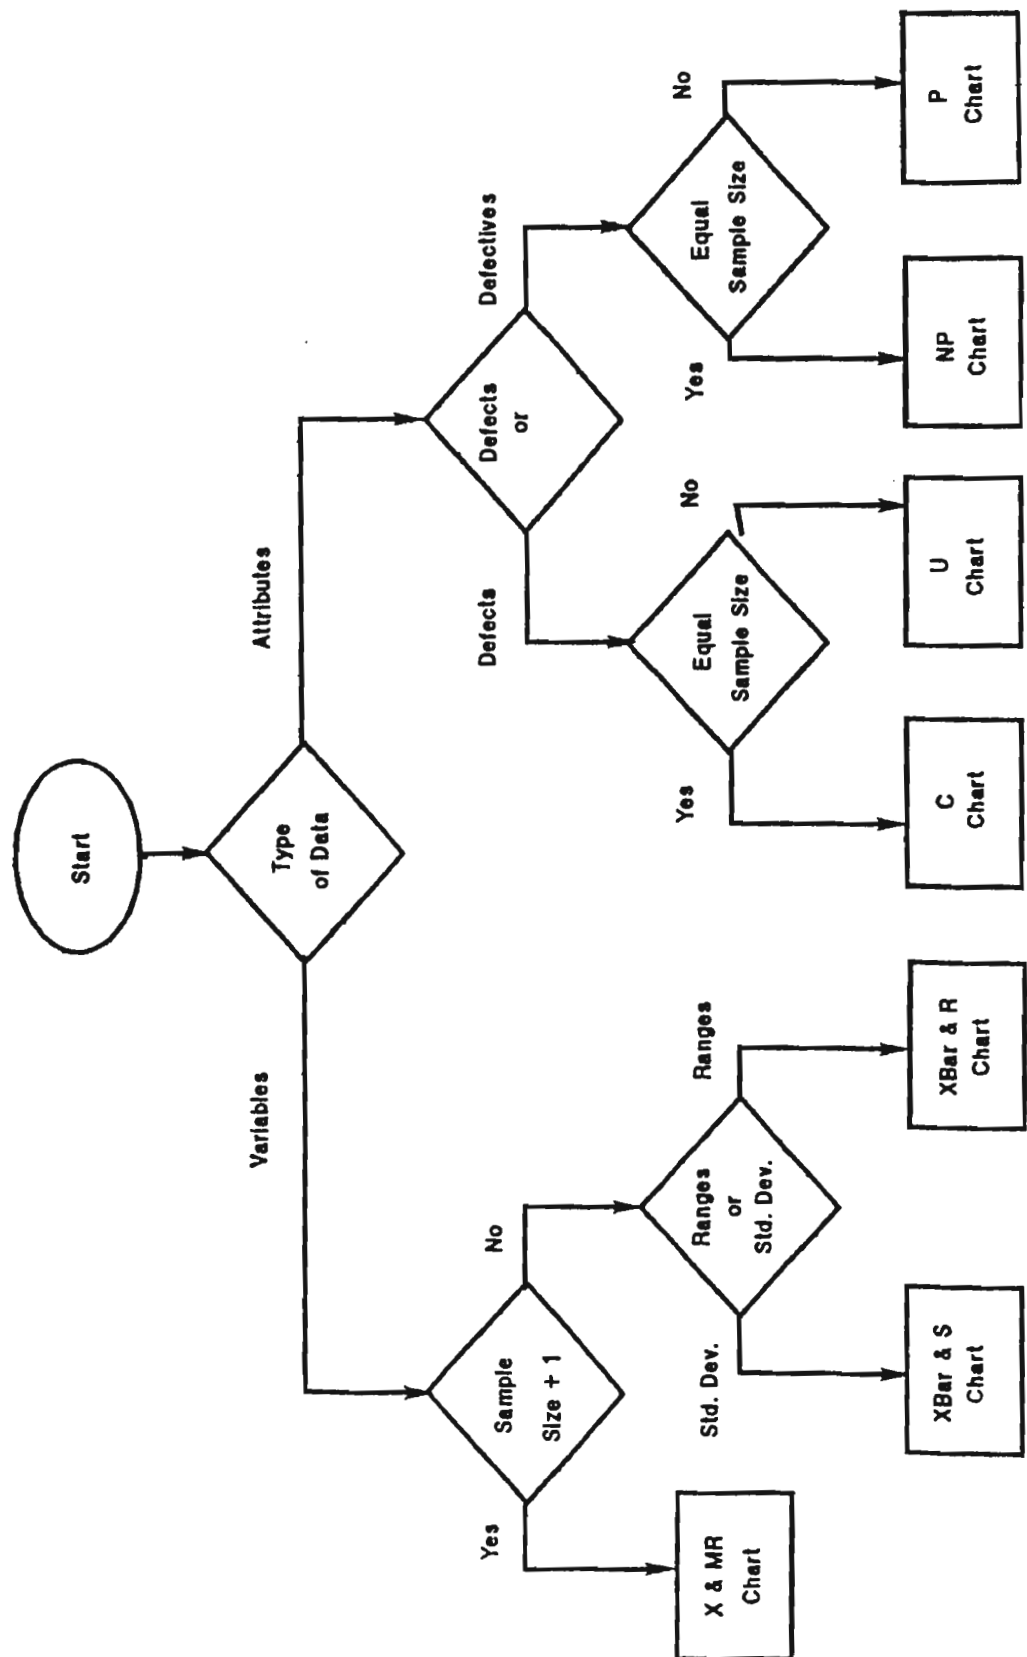 Start
Type
of Data
Variables
Attributes
Sample
Size + 1
Defects
or
Yes
No
Defects
Defectives
Ranges
or
Std. Dev.
Equal
Sample Size
Equal
Sample Size
Std. Dev.
Ranges
Yes
No
Yes
No
X & MR
Chart
XBar & S
Chart
XBar & R
Chart
C
Chart
U
Chart
NP
Chart
P
Chart